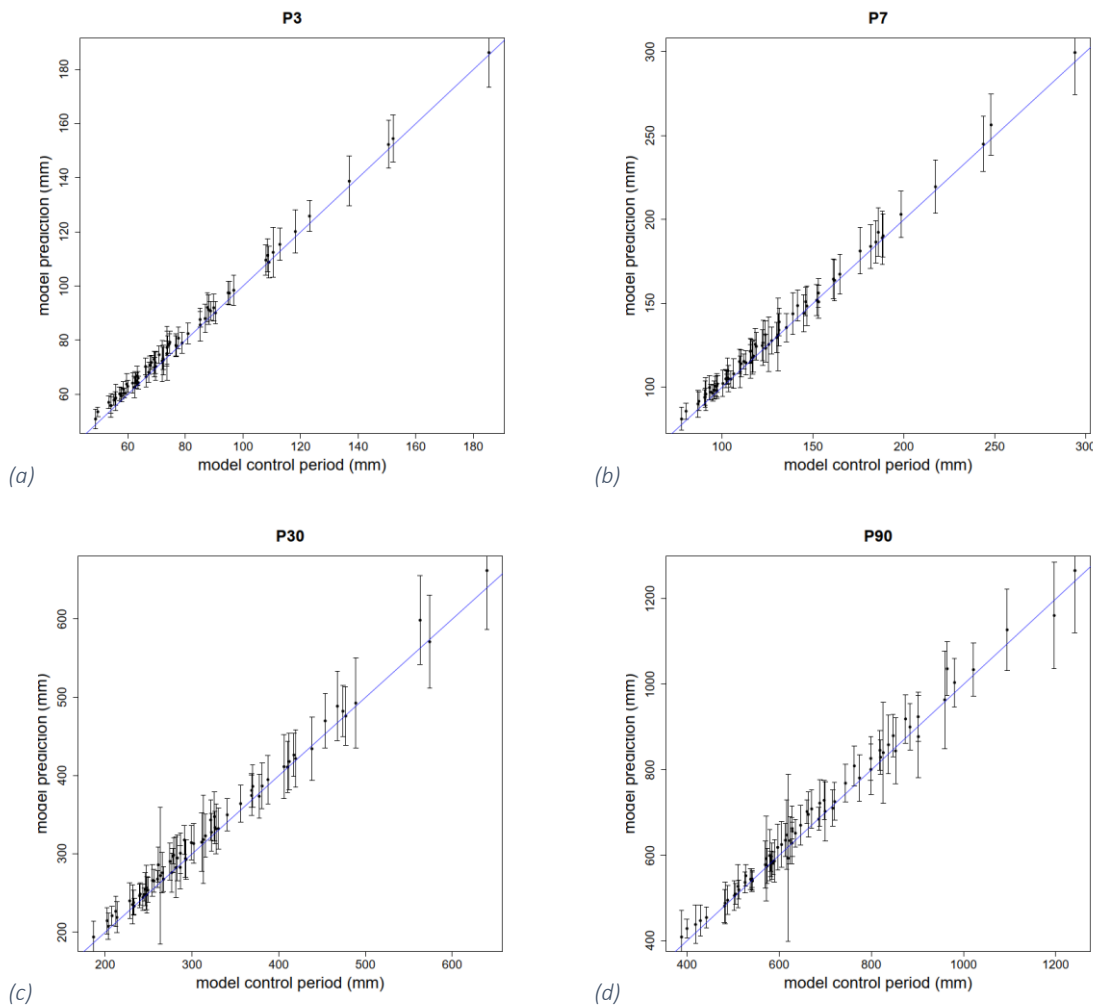 P3
180
160
140
120
100
80
60
model prediction (mm)
60 80 100 120 140 160 180
model control period (mm)
(a)
P7
300
250
200
150
100
model prediction (mm)
100 150 200 250 300
model control period (mm)
(b)
P30
600
500
400
300
200
model prediction (mm)
200 300 400 500 600
model control period (mm)
(c)
P90
1200
1000
800
600
400
model prediction (mm)
400 600 800 1000 1200
model control period (mm)
(d)